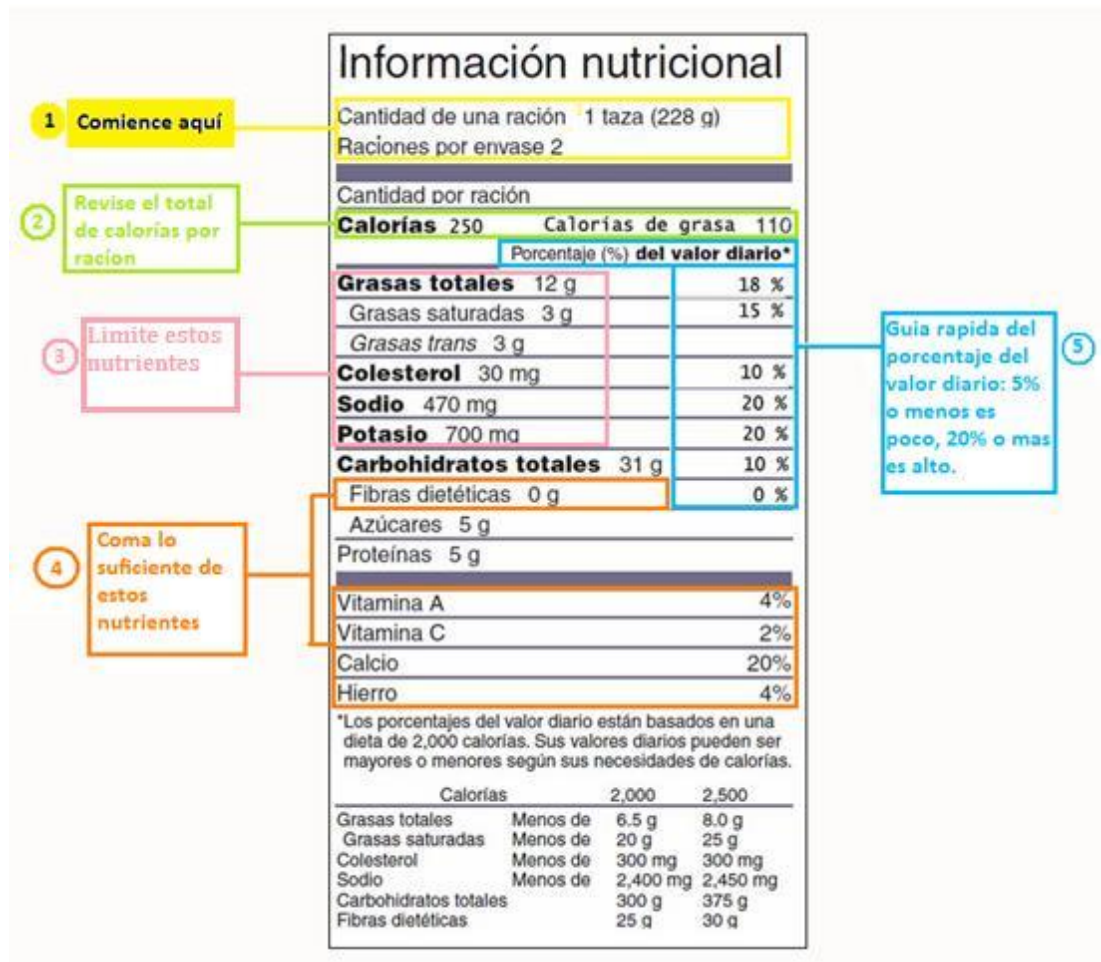 Información nutricional
1 Comience aquí
Cantidad de una ración 1 taza (228 g)
Raciones por envase 2
2 Revise el total
de calorías por
racíon
Cantidad por ración
Calorías 250 Calorías de grasa 110
Porcentaje (%) del valor diario*
3 Limite estos
nutrientes
Grasas totales 12 g 18 %
Grasas saturadas 3 g 15 %
Grasas trans 3 g
Colesterol 30 mg 10 %
Sodio 470 mg 20 %
Potasio 700 mg 20 %
Carbohidratos totales 31 g 10 %
Fibras dietéticas 0 g 0 %
Azúcares 5 g
Proteínas 5 g
Guia rapida del
porcentaje del
valor diario: 5%
o menos es
poco, 20% o mas
es alto.
5
4 Coma lo
suficiente de
estos
nutrientes
Vitamina A 4%
Vitamina C 2%
Calcio 20%
Hierro 4%
*Los porcentajes del valor diario están basados en una
dieta de 2,000 calorías. Sus valores diarios pueden ser
mayores o menores según sus necesidades de calorías.
Calorías 2,000 2,500
Grasas totales Menos de 6.5 g 8.0 g
Grasas saturadas Menos de 20 g 25 g
Colesterol Menos de 300 mg 300 mg
Sodio Menos de 2,400 mg 2,450 mg
Carbohidratos totales 300 g 375 g
Fibras dietéticas 25 g 30 g